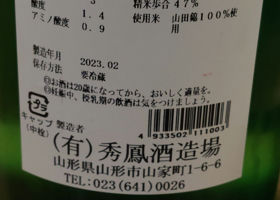 酸度 1.4 使用米 山田錦100%使用
アミノ酸度 0.9
精米歩合 47%
製造年月 2023.02
保存方法 要冷蔵
お酒は20歳になってから、おいしく適量を。
妊娠中、授乳期の飲酒は気をつけましょう。
プラ
キャップ
(中栓)
製造者
4933502111003
(有)秀鳳酒造場
山形県山形市山家町1-6-6
TEL:023(641)0026